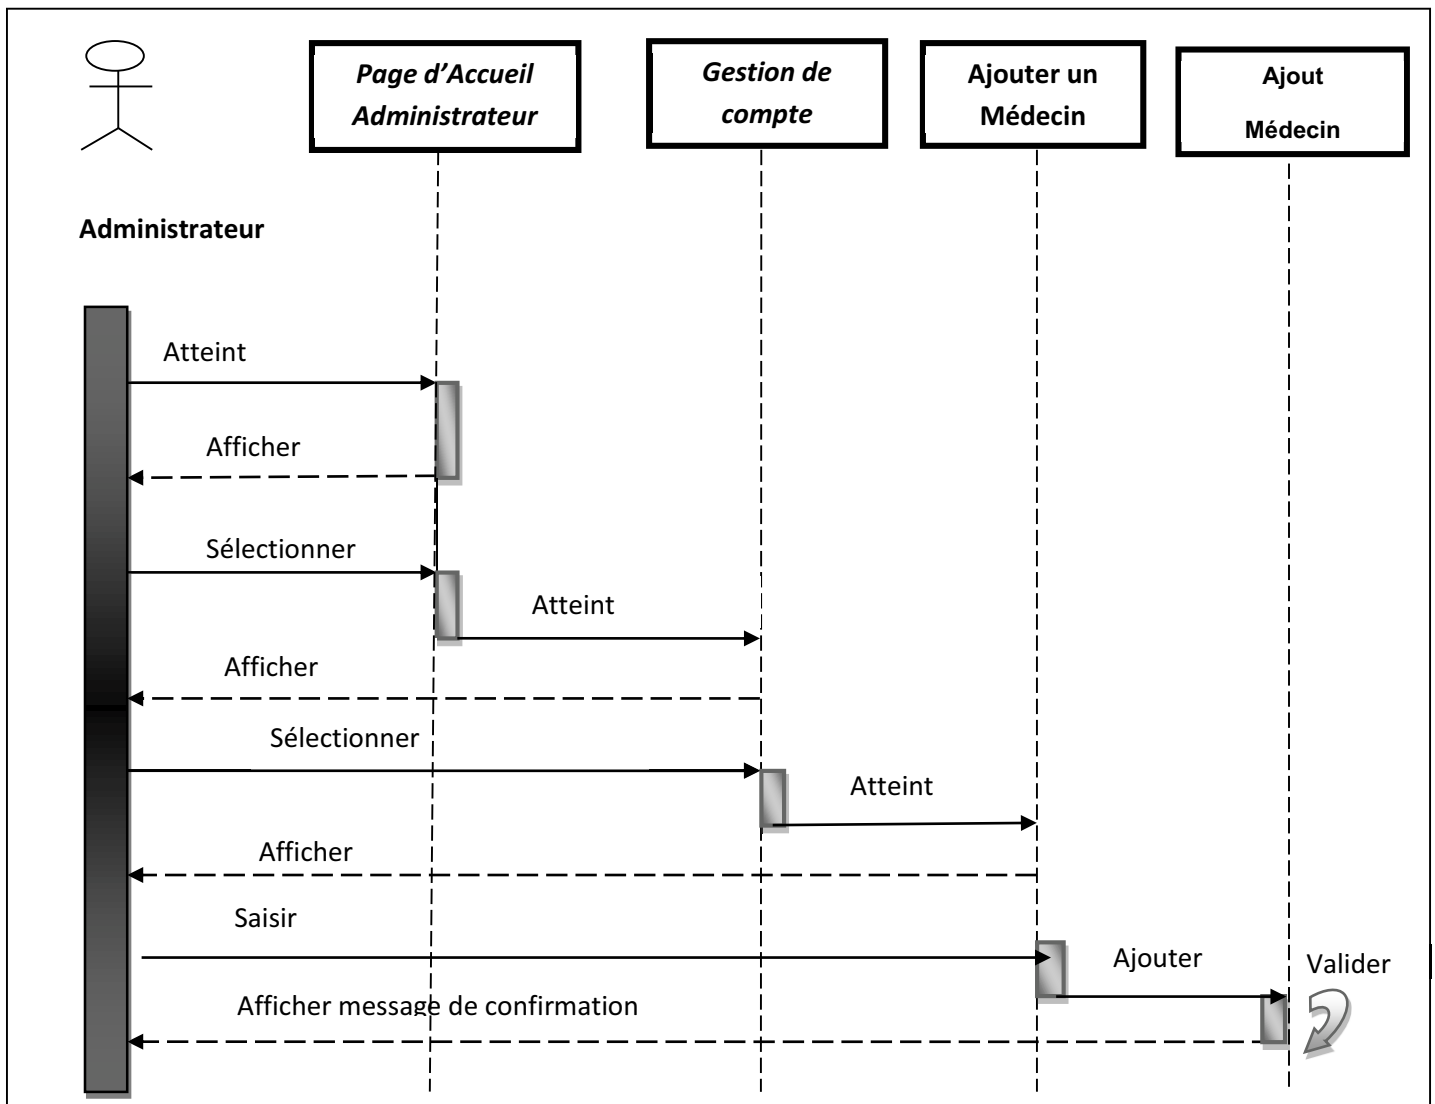 Page d’Accueil
Administrateur
Gestion de
compte
Ajouter un
Médecin
Ajout
Médecin
Administrateur
Atteint
Afficher
Sélectionner
Atteint
Afficher
Sélectionner
Atteint
Afficher
Saisir
Ajouter
Valider
Afficher message de confirmation